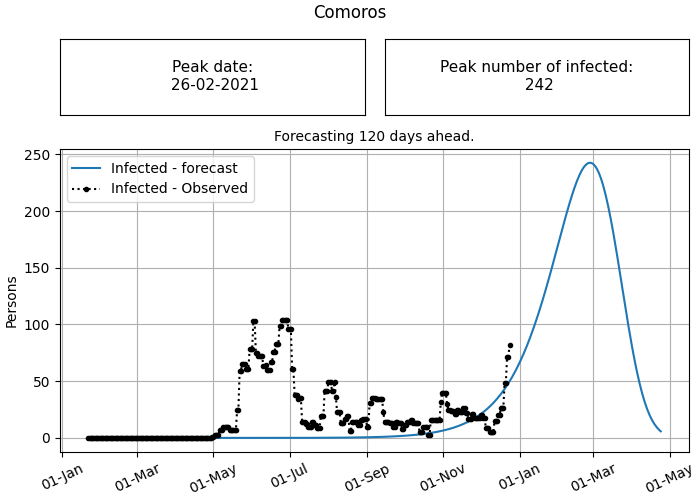 Comoros
Peak date:
26-02-2021
Peak number of infected:
242
Forecasting 120 days ahead.
Infected - forecast
Infected - Observed
Persons
250
200
150
100
50
0
01-Jan
01-Mar
01-May
01-Jul
01-Sep
01-Nov
01-Jan
01-Mar
01-May